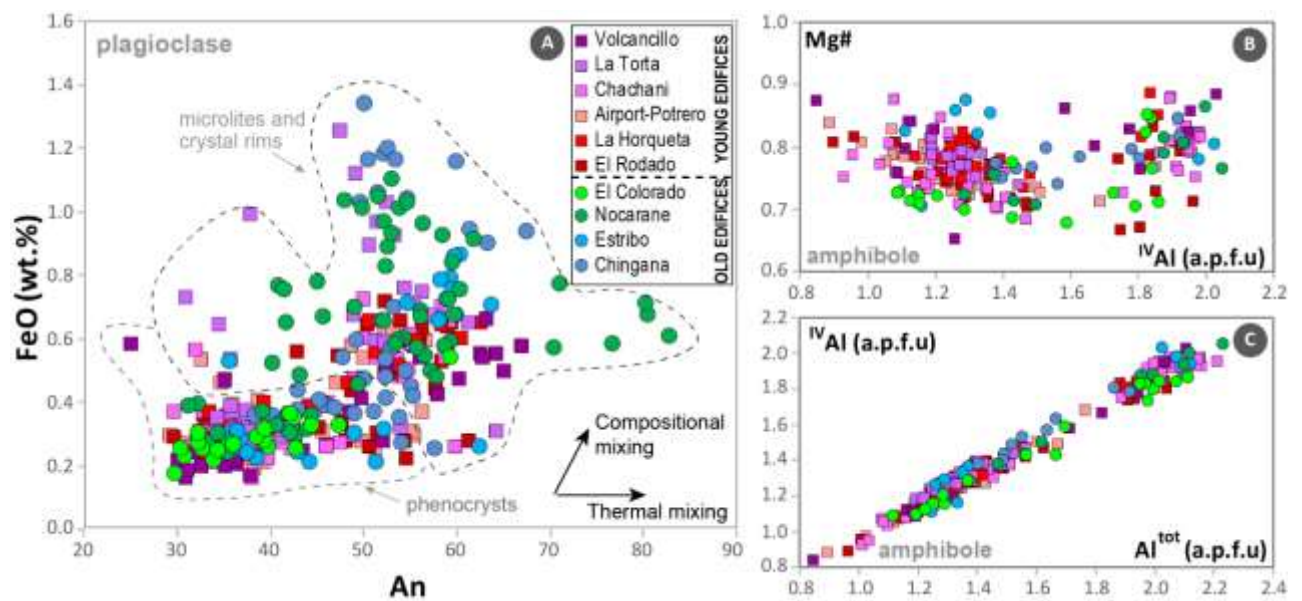 plagioclase
A
microlites and
crystal rims
Volcancillo
La Torta
Chachani
Airport-Potrero
La Horqueta
El Rodado
El Colorado
Nocarane
Estribo
Chingana
YOUNG EDIFICES
OLD EDIFICES
Compositional
mixing
Thermal mixing
phenocrysts
FeO (wt.%)
1.6
1.4
1.2
1.0
0.8
0.6
0.4
0.2
0.0
20 30 40 50 60 70 80 90
An
Mg#
B
1.0
0.9
0.8
0.7
0.6
amphibole
IVAl (a.p.f.u)
0.8 1.0 1.2 1.4 1.6 1.8 2.0 2.2
IVAl (a.p.f.u)
C
2.2
2.0
1.8
1.6
1.4
1.2
1.0
0.8
amphibole
Altot (a.p.f.u)
0.8 1.0 1.2 1.4 1.6 1.8 2.0 2.2 2.4